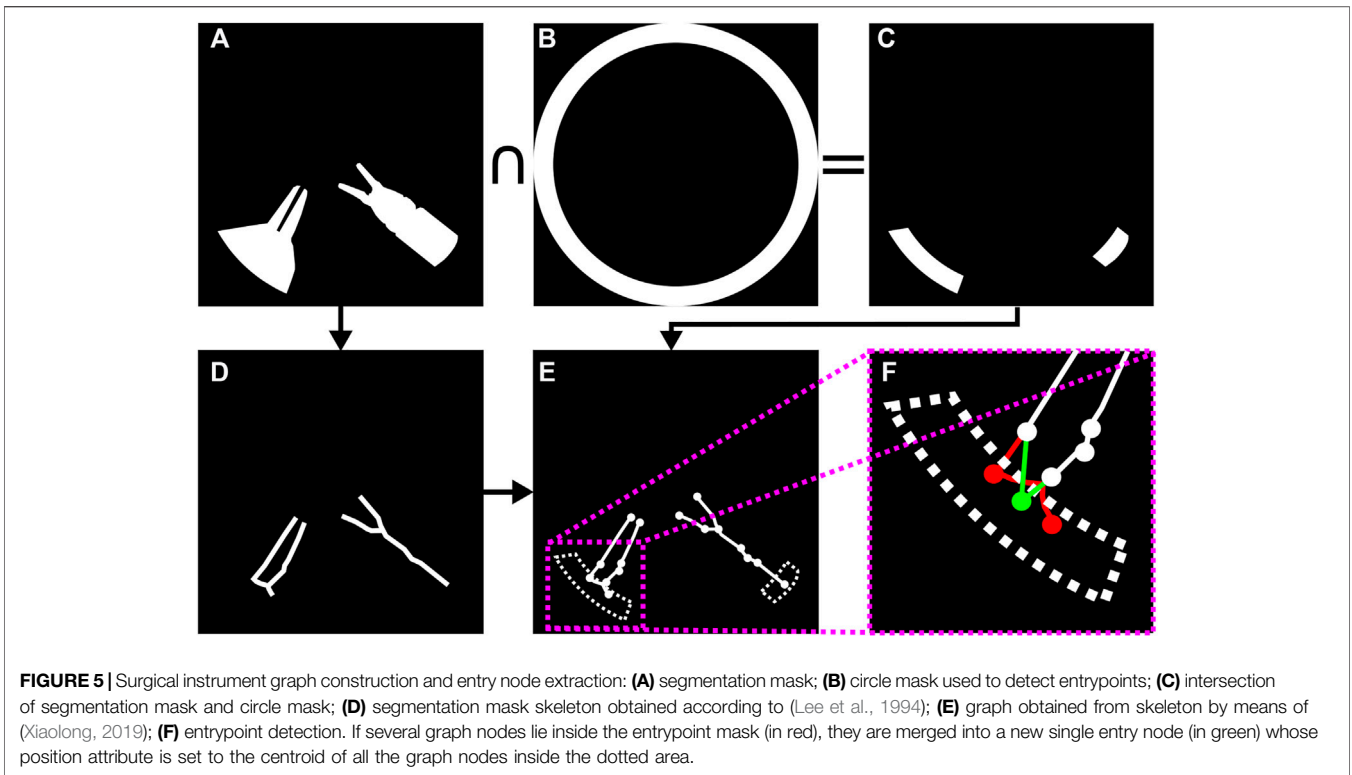 A
B
C
∩
=
D
E
F
FIGURE 5 | Surgical instrument graph construction and entry node extraction: (A) segmentation mask; (B) circle mask used to detect entrypoints; (C) intersection
of segmentation mask and circle mask; (D) segmentation mask skeleton obtained according to (Lee et al., 1994); (E) graph obtained from skeleton by means of
(Xiaolong, 2019); (F) entrypoint detection. If several graph nodes lie inside the entrypoint mask (in red), they are merged into a new single entry node (in green) whose
position attribute is set to the centroid of all the graph nodes inside the dotted area.